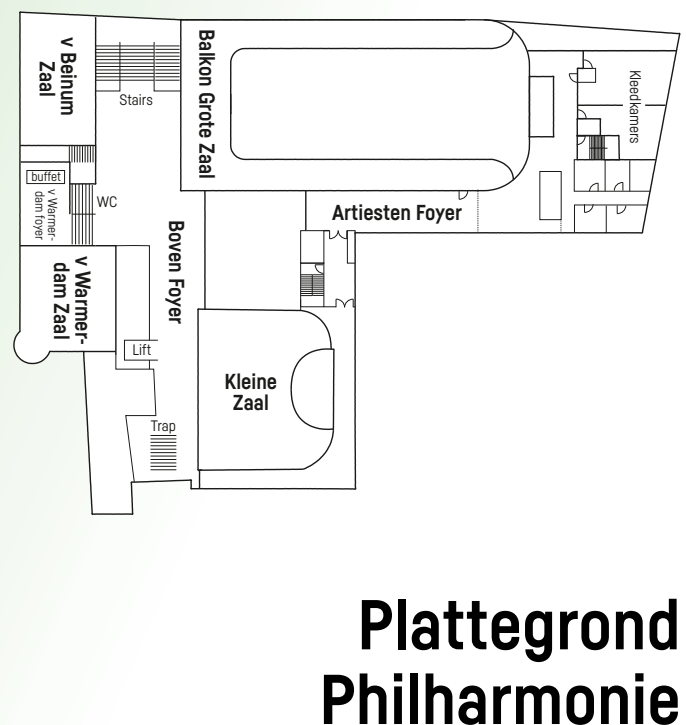 v Beinum
Zaal
Stairs
Balkon Grote Zaal
Kleedkamers
buffet
v Warmer-
dam foyer
WC
Artiesten Foyer
Boven Foyer
v Warmer-
dam Zaal
Lift
Kleine
Zaal
Trap
Plattegrond
Philharmonie